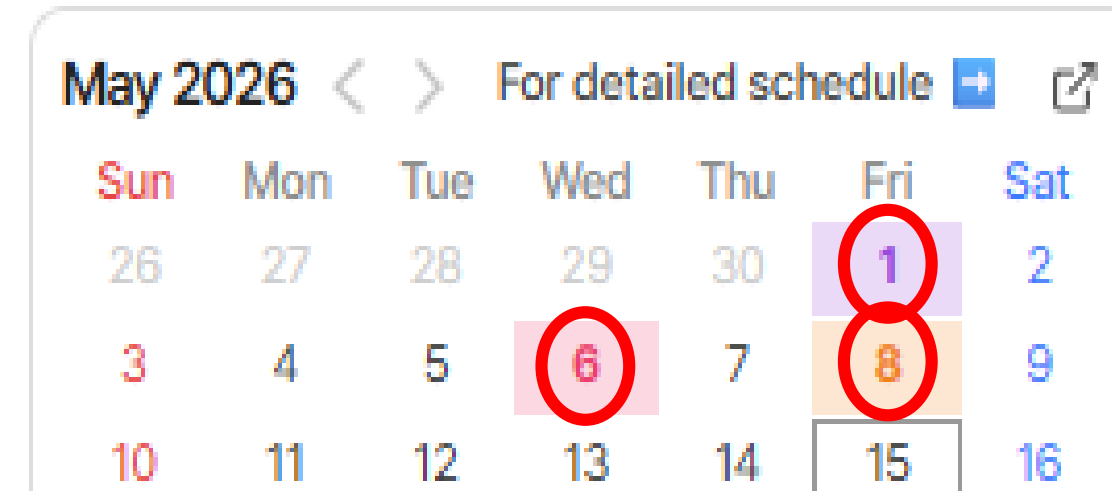 May 2026 < > For detailed schedule ➡
Sun Mon Tue Wed Thu Fri Sat
26 27 28 29 30 1 2
3 4 5 6 7 8 9
10 11 12 13 14 15 16